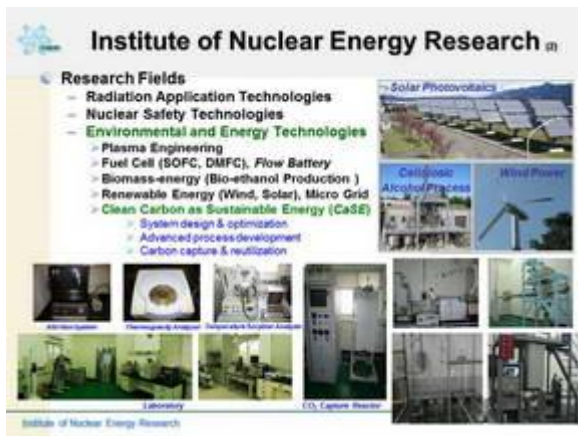 Institute of Nuclear Energy Research (2)
Research Fields
– Radiation Application Technologies
– Nuclear Safety Technologies
– Environmental and Energy Technologies
Plasma Engineering
Fuel Cell (SOFC, DMFC), Flow Battery
Biomass-energy (Bio-ethanol Production )
Renewable Energy (Wind, Solar), Micro Grid
Clean Carbon as Sustainable Energy (CaSE)
System design & optimization
Advanced process development
Carbon capture & reutilization
Solar Photovoltaics
Cellulosic
Alcohol Process
Wind Power
Thermogravity Analyzer
Temperature Sorption Analyzer
Laboratory
CO₂ Capture Reactor
Institute of Nuclear Energy Research